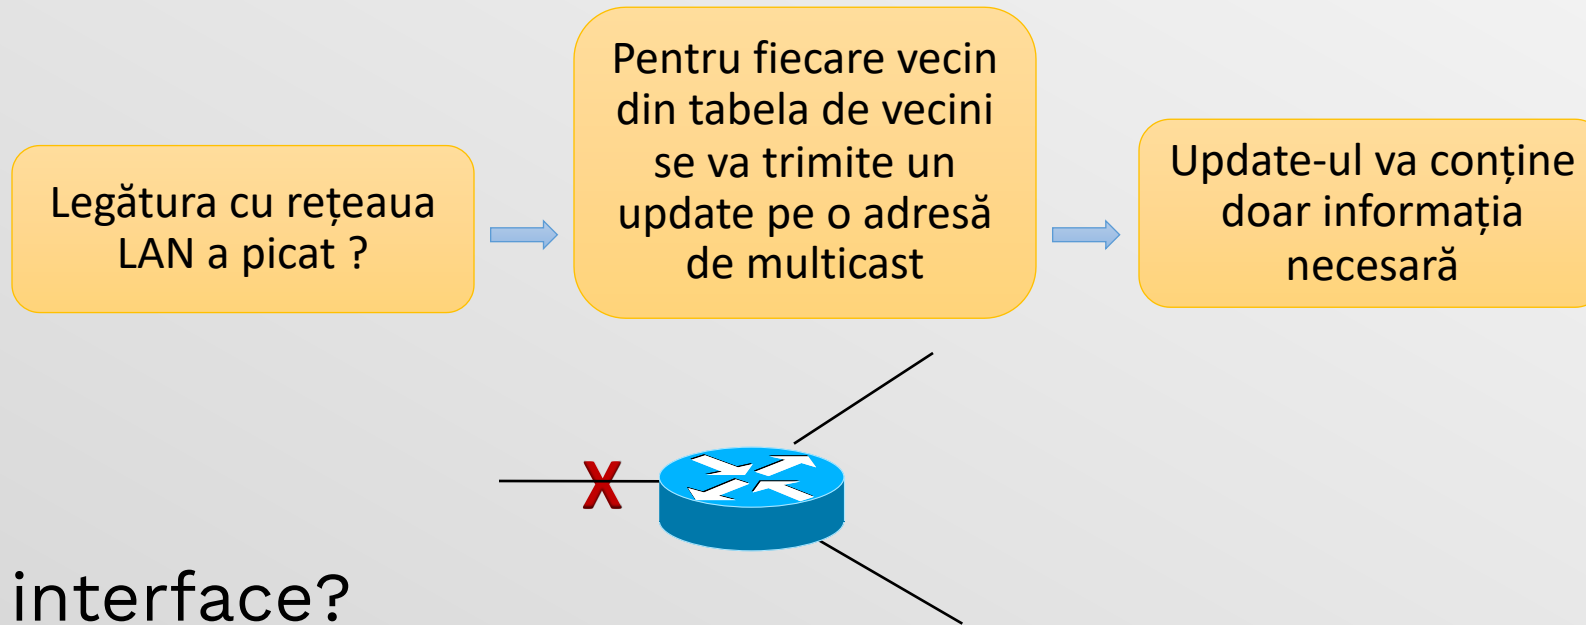 Legătura cu rețeaua
LAN a picat ?
Pentru fiecare vecin
din tabela de vecini
se va trimite un
update pe o adresă
de multicast
Update-ul va conține
doar informația
necesară
X
interface?